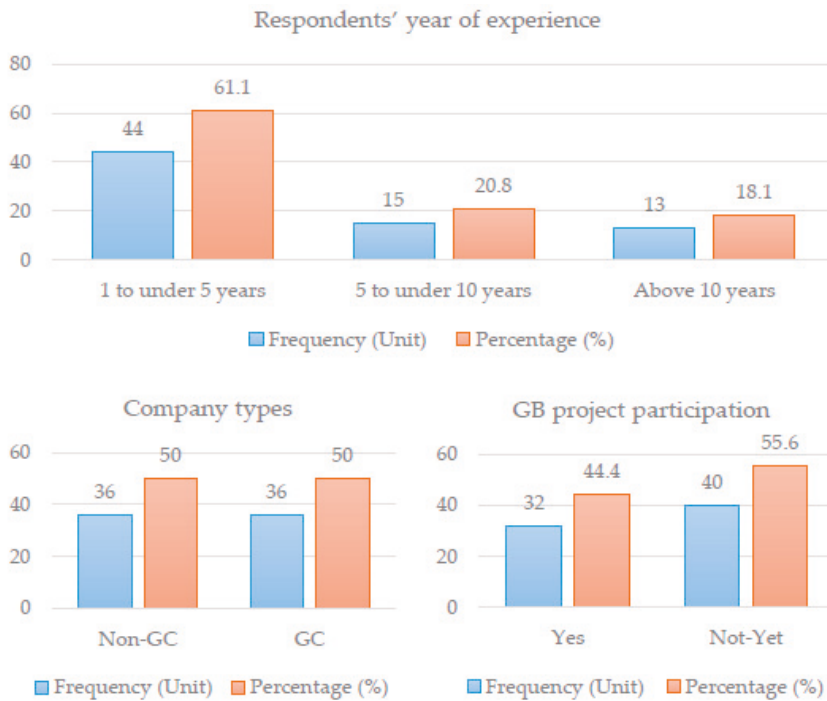 Respondents' year of experience
80
60
40
20
0
44
61.1
15
20.8
13
18.1
1 to under 5 years
5 to under 10 years
Above 10 years
Frequency (Unit)
Percentage (%)
Company types
60
40
20
0
36
50
36
50
Non-GC
GC
Frequency (Unit)
Percentage (%)
GB project participation
60
40
20
0
32
44.4
40
55.6
Yes
Not-Yet
Frequency (Unit)
Percentage (%)